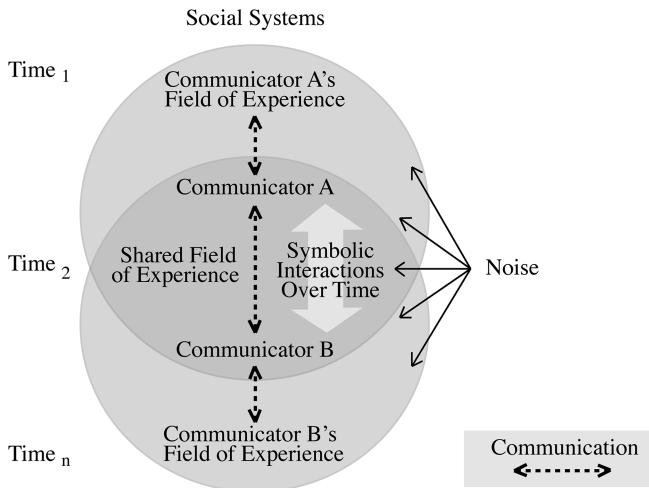 Social Systems
Time 1
Communicator A's
Field of Experience
Communicator A
Time 2
Shared Field
of Experience
Symbolic
Interactions
Over Time
Noise
Communicator B
Communicator B's
Field of Experience
Time n
Communication